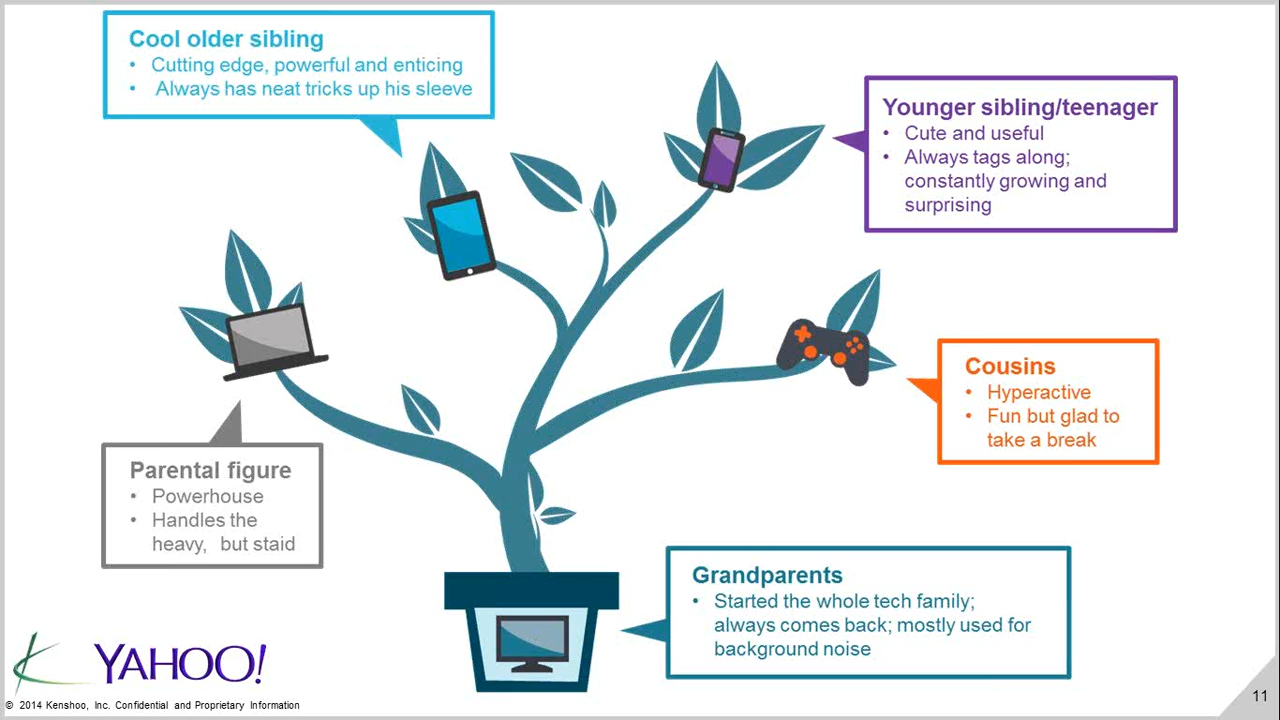 Cool older sibling
• Cutting edge, powerful and enticing
• Always has neat tricks up his sleeve
Younger sibling/teenager
• Cute and useful
• Always tags along;
constantly growing and
surprising
Cousins
• Hyperactive
• Fun but glad to
take a break
Parental figure
• Powerhouse
• Handles the
heavy, but staid
Grandparents
• Started the whole tech family;
always comes back; mostly used for
background noise
YAHOO!
© 2014 Kenshoo, Inc. Confidential and Proprietary Information
11